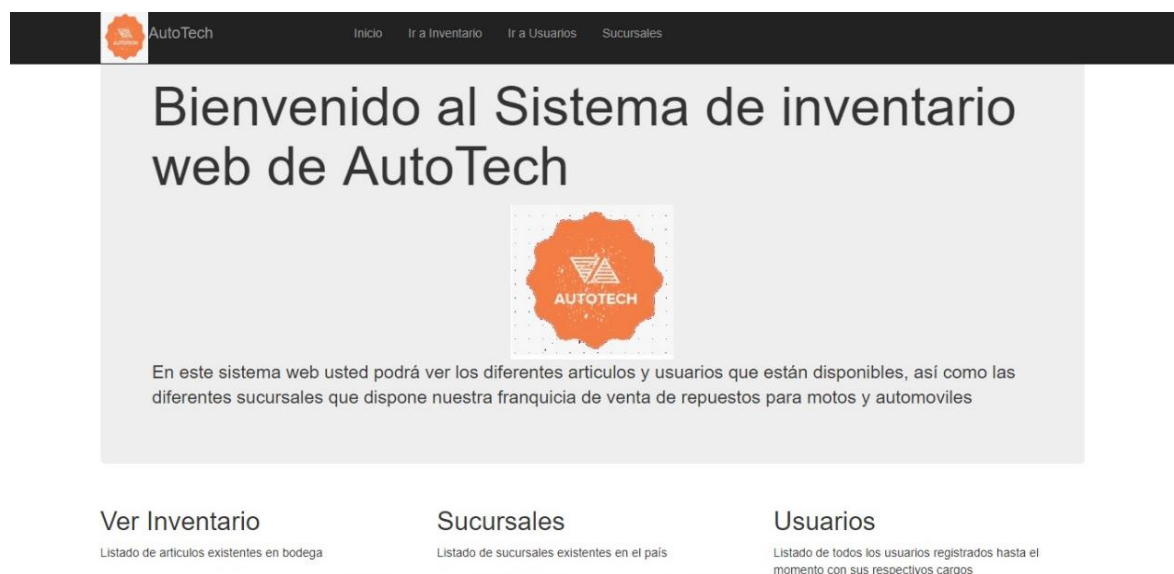 AutoTech
Inicio Ir a Inventario Ir a Usuarios Sucursales
Bienvenido al Sistema de inventario
web de AutoTech
AUTOTECH
En este sistema web usted podrá ver los diferentes articulos y usuarios que están disponibles, así como las
diferentes sucursales que dispone nuestra franquicia de venta de repuestos para motos y automoviles
Ver Inventario
Listado de articulos existentes en bodega
Sucursales
Listado de sucursales existentes en el país
Usuarios
Listado de todos los usuarios registrados hasta el
momento con sus respectivos cargos